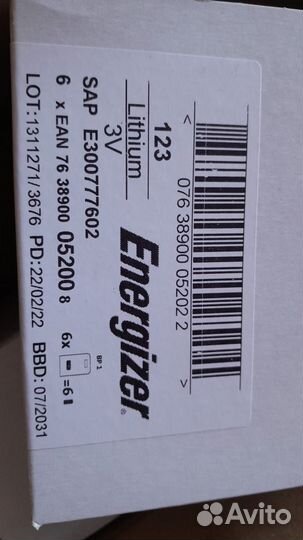 123
Lithium
3V
Energizer®
< 076 38900 05202 2 >
SAP E300777602
6 x EAN 76 38900 05200 8 6x =6
BP 1
LOT:1311271/3676 PD:22/02/22 BBD:07/2031
Avito